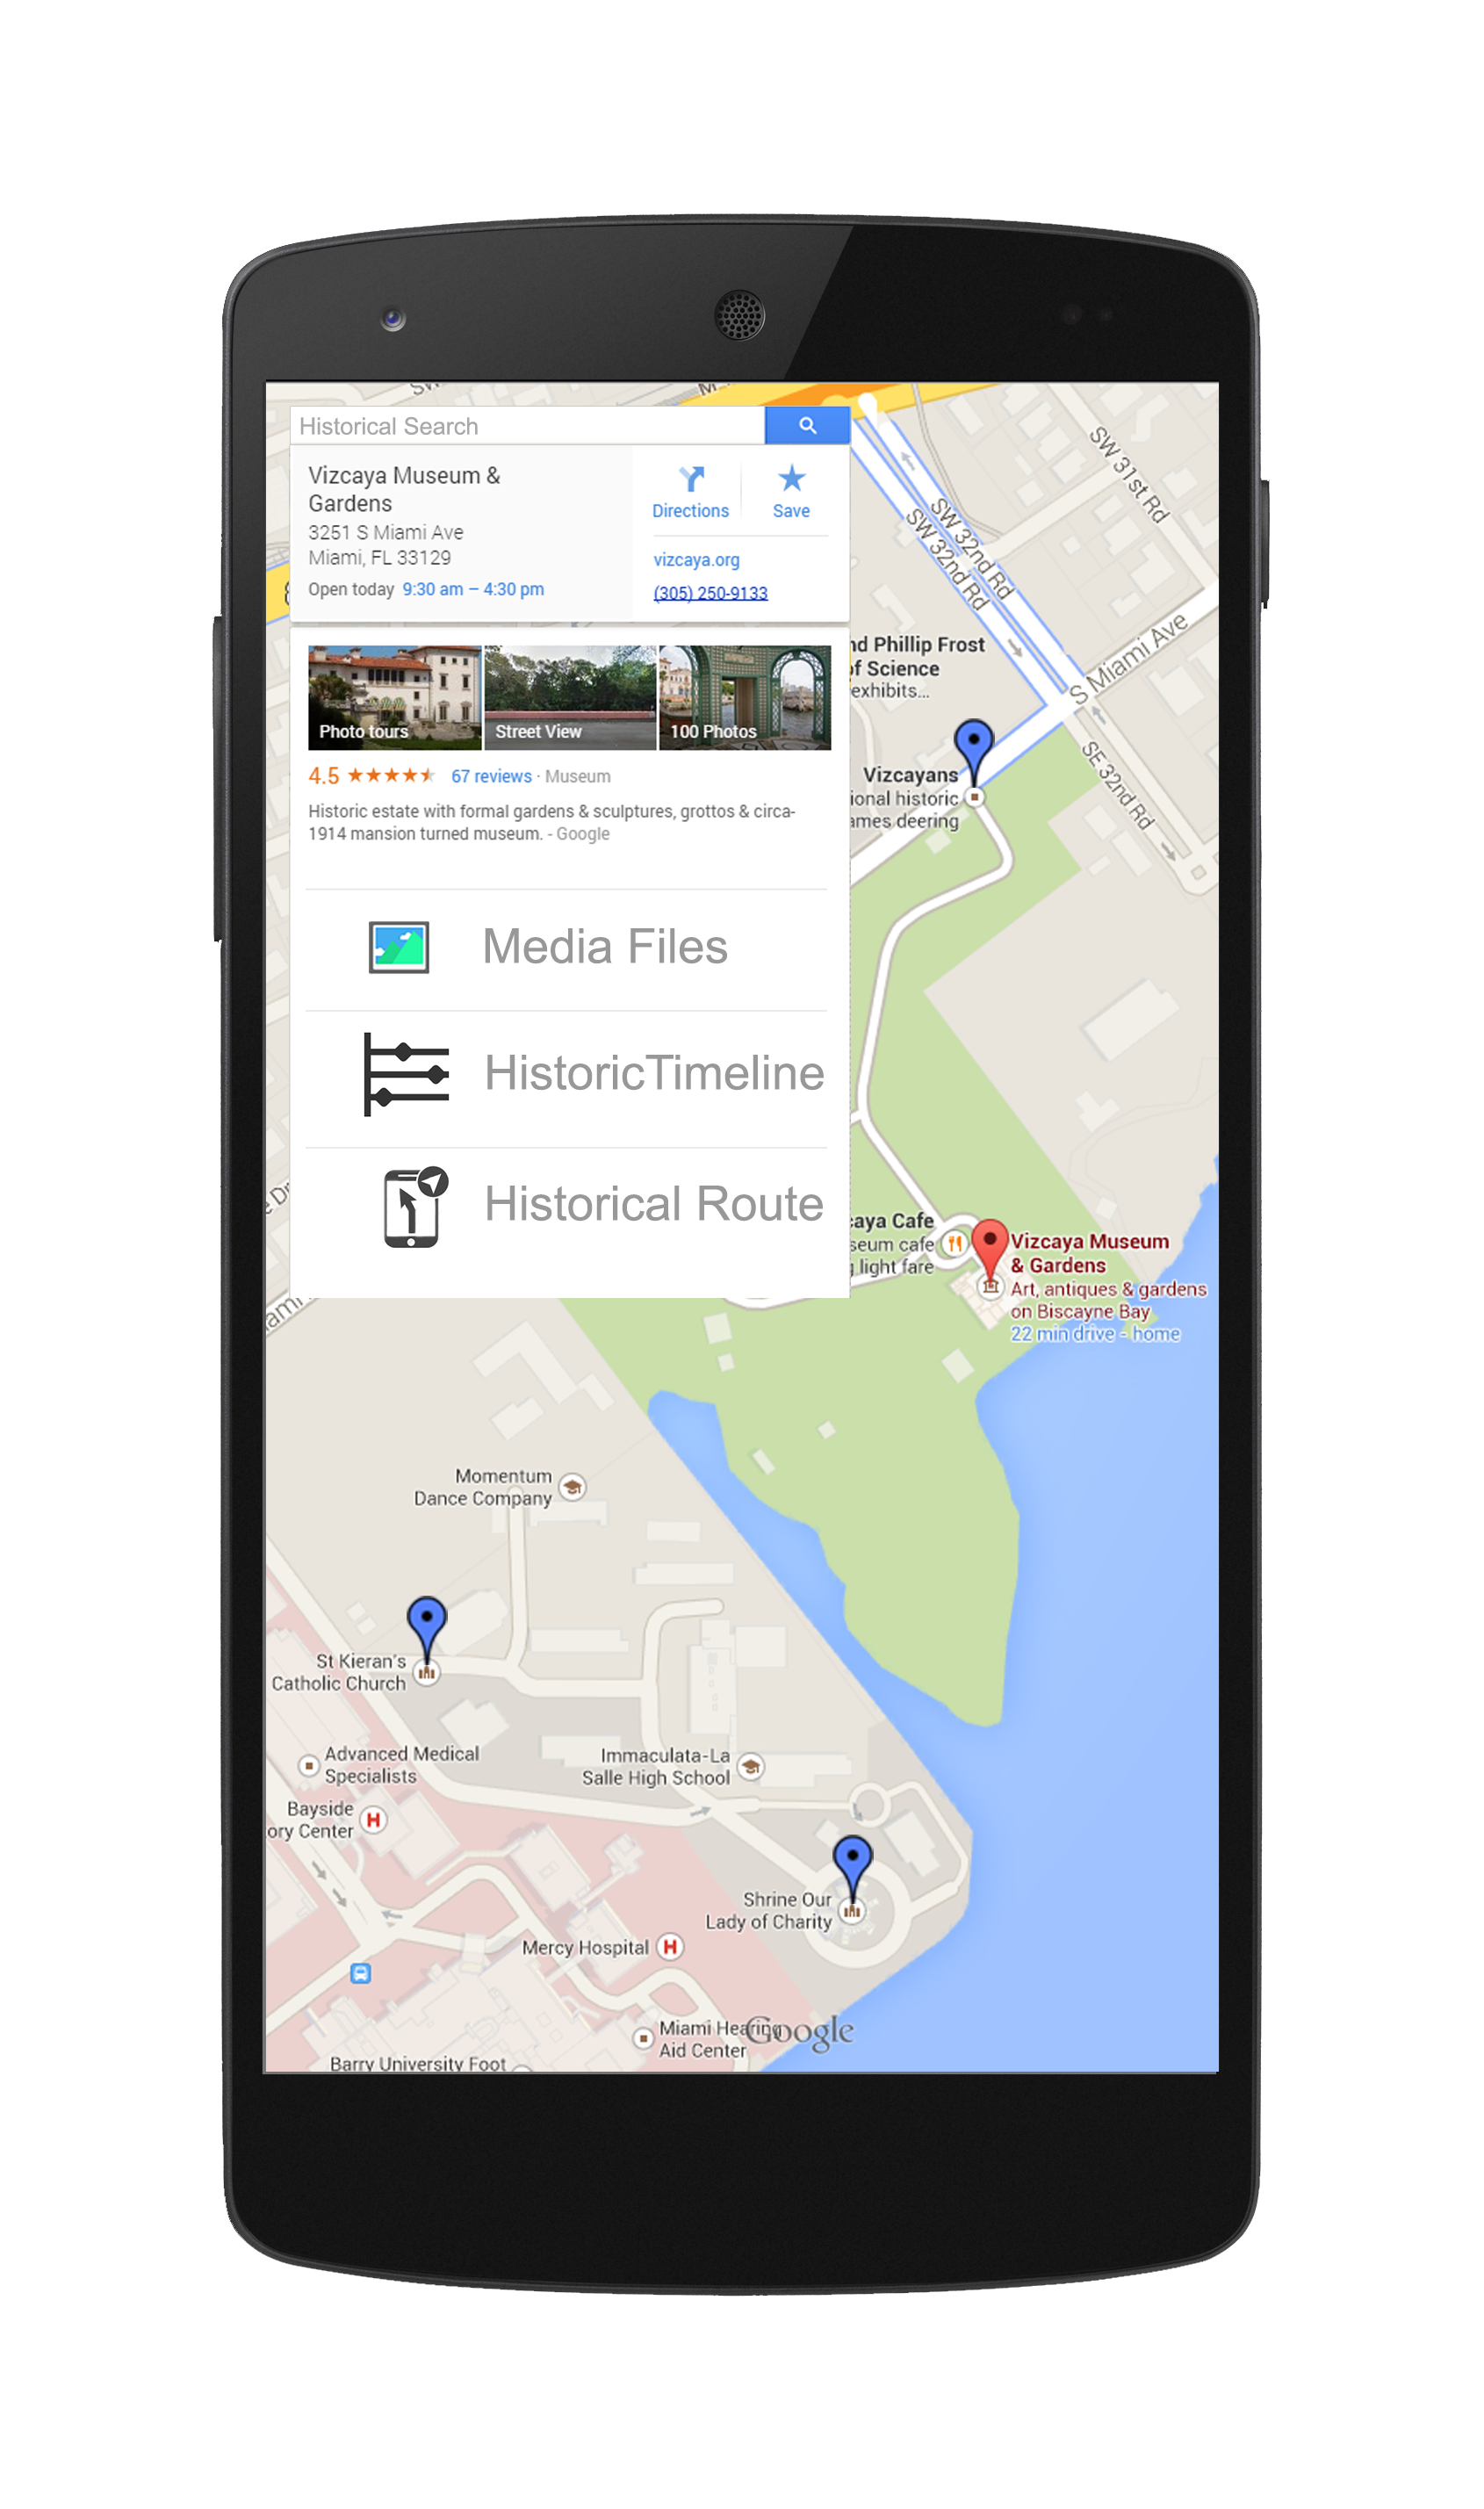 Historical Search
Vizcaya Museum &
Gardens
3251 S Miami Ave
Miami, FL 33129
Open today 9:30 am – 4:30 pm
Directions
Save
vizcaya.org
(305) 250-9133
Photo tours
Street View
100 Photos
4.5 67 reviews · Museum
Historic estate with formal gardens & sculptures, grottos & circa-
1914 mansion turned museum. - Google
Media Files
HistoricTimeline
Historical Route
SW 31st Rd
SW 32nd Rd
SW 32nd Rd
S Miami Ave
SE 32nd Rd
Phillip Frost
of Science
exhibits...
Vizcayans
historic
deering
Cafe
cafe
light fare
Vizcaya Museum
& Gardens
Art, antiques & gardens
on Biscayne Bay
22 min drive - home
Momentum
Dance Company
St Kieran's
Catholic Church
Advanced Medical
Specialists
Immaculata-La
Salle High School
Bayside
Center
H
Shrine Our
Lady of Charity
Mercy Hospital
H
Miami Hearing
Aid Center
Google
Barry University Foot